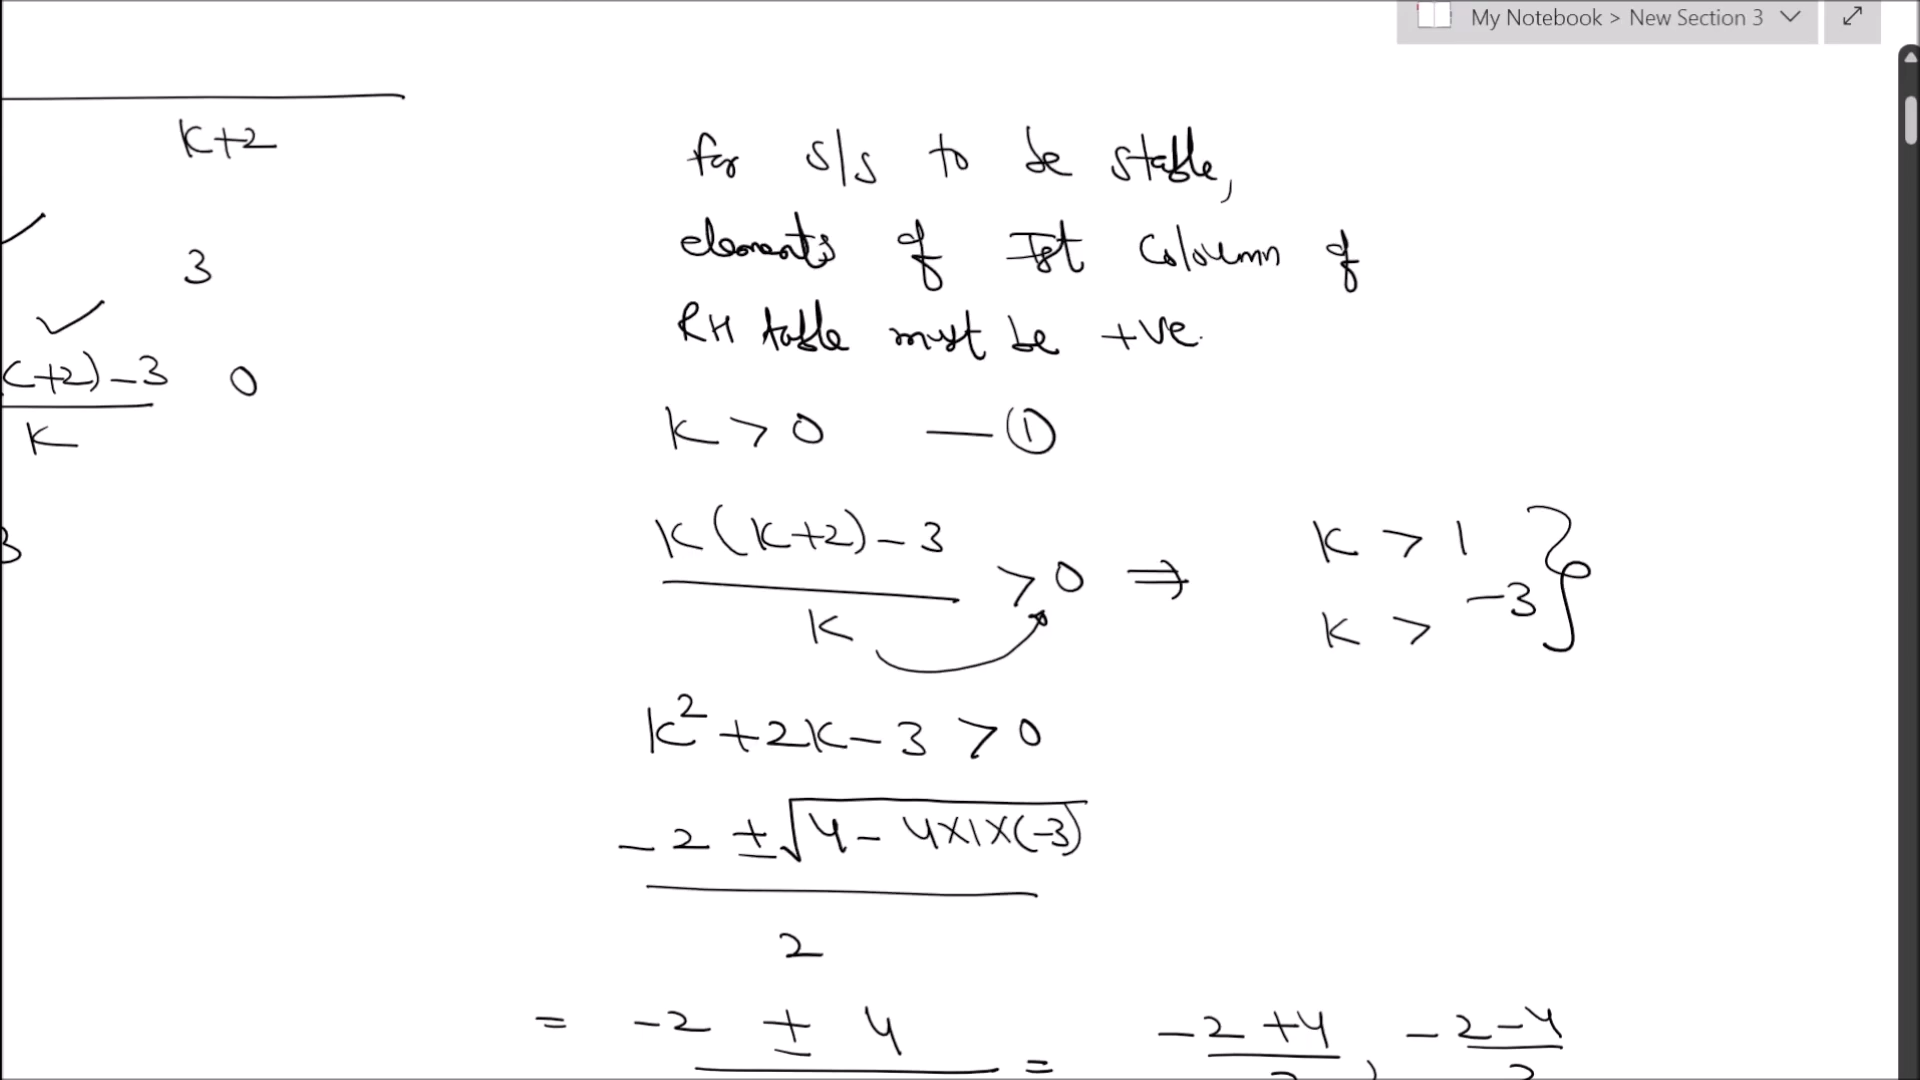 My Notebook > New Section 3
K+2
3
K+2)-3 0
K
3
for s/s to be stable,
elements of Ist Coloumn of
RH table must be +ve.
K > 0 — ①
K(K+2)-3 > 0 ⇒ K > 1
K K > -3
K² + 2K - 3 > 0
-2 ± √4 - 4×1×(-3)
2
= -2 ± 4 = -2+4 , -2-4